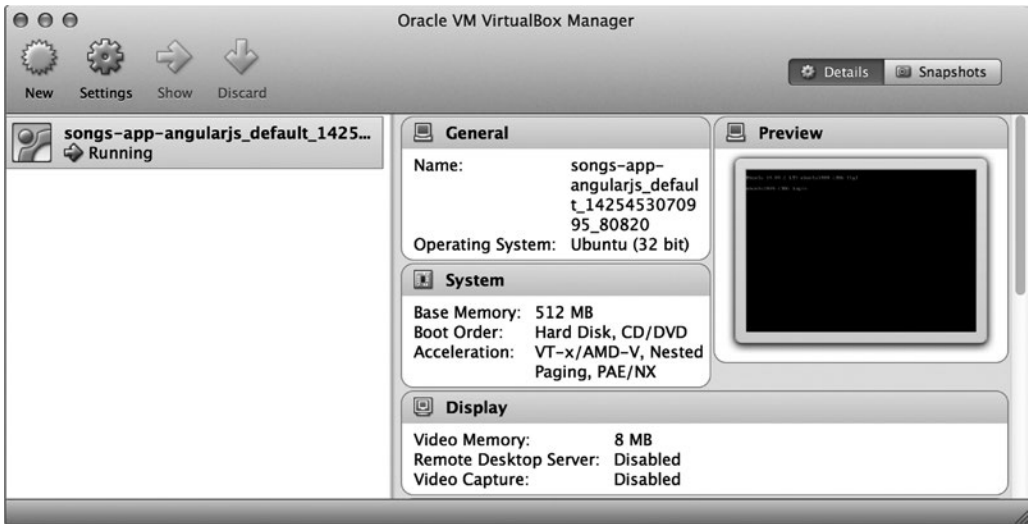 Oracle VM VirtualBox Manager
New
Settings
Show
Discard
Details
Snapshots
songs-app-angularjs_default_1425...
Running
General
Name: songs-app-
angularjs_defaul
t_14254530709
95_80820
Operating System: Ubuntu (32 bit)
System
Base Memory: 512 MB
Boot Order: Hard Disk, CD/DVD
Acceleration: VT-x/AMD-V, Nested
Paging, PAE/NX
Preview
Display
Video Memory: 8 MB
Remote Desktop Server: Disabled
Video Capture: Disabled